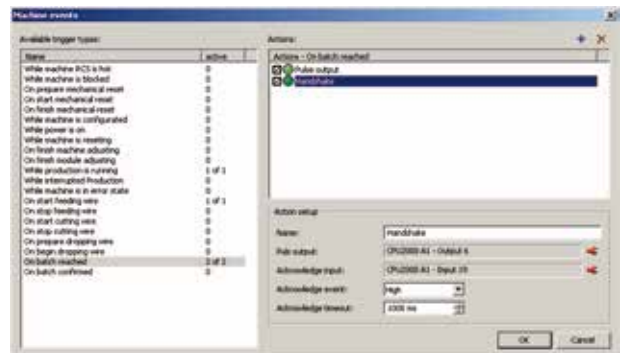 Machine events
Available trigger types:
Name active
While machine RCS is hot 0
While machine is blocked 0
On prepare mechanical reset 0
On start mechanical reset 0
On finish mechanical reset 0
While machine is configurated 0
While power is on 0
While machine is resetting 0
On finish machine adjusting 0
On finish module adjusting 0
While production is running 1 of 1
While interrupted Production 0
While machine is in error state 0
On start feeding wire 1 of 1
On stop feeding wire 0
On start cutting wire 0
On stop cutting wire 0
On prepare dropping wire 0
On begin dropping wire 0
On batch reached 2 of 2
On batch confirmed 0
Actions:
Actions - On batch reached
Pulse output
Handshake
Action setup
Name: Handshake
Pulse output: CPU2000 A1 - Output 6
Acknowledge input: CPU2000 A1 - Input
Acknowledge event: High
Acknowledge timeout: 1000 ms
OK Cancel